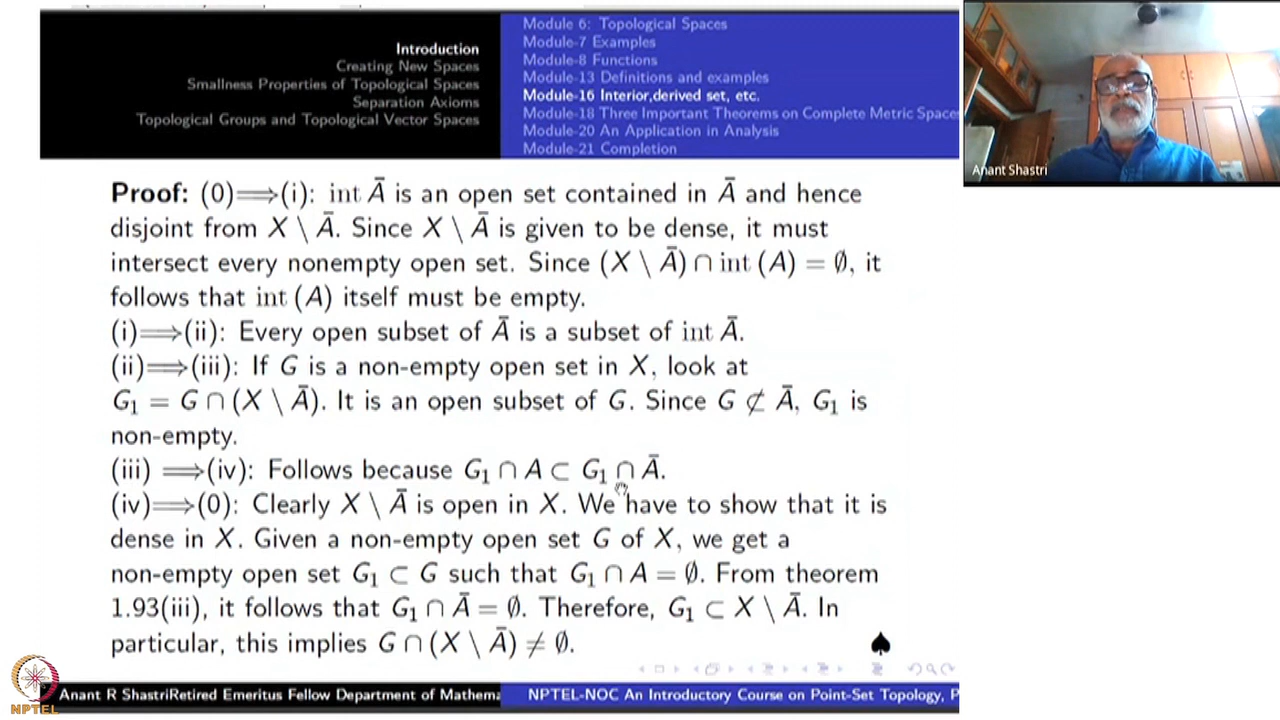 Introduction
Creating New Spaces
Smallness Properties of Topological Spaces
Separation Axioms
Topological Groups and Topological Vector Spaces
Module 6: Topological Spaces
Module-7 Examples
Module-8 Functions
Module-13 Definitions and examples
Module-16 Interior,derived set, etc.
Module-18 Three Important Theorems on Complete Metric Space
Module-20 An Application in Analysis
Module-21 Completion
Anant Shastri
Proof: (0)⟹(i): int Ā is an open set contained in Ā and hence
disjoint from X \ Ā. Since X \ Ā is given to be dense, it must
intersect every nonempty open set. Since (X \ Ā) ∩ int (A) = ∅, it
follows that int (A) itself must be empty.
(i)⟹(ii): Every open subset of Ā is a subset of int Ā.
(ii)⟹(iii): If G is a non-empty open set in X, look at
G₁ = G ∩ (X \ Ā). It is an open subset of G. Since G ⊄ Ā, G₁ is
non-empty.
(iii) ⟹(iv): Follows because G₁ ∩ A ⊂ G₁ ∩ Ā.
(iv)⟹(0): Clearly X \ Ā is open in X. We have to show that it is
dense in X. Given a non-empty open set G of X, we get a
non-empty open set G₁ ⊂ G such that G₁ ∩ A = ∅. From theorem
1.93(iii), it follows that G₁ ∩ Ā = ∅. Therefore, G₁ ⊂ X \ Ā. In
particular, this implies G ∩ (X \ Ā) ≠ ∅. ♠
NPTEL
Anant R ShastriRetired Emeritus Fellow Department of Mathema
NPTEL-NOC An Introductory Course on Point-Set Topology, P